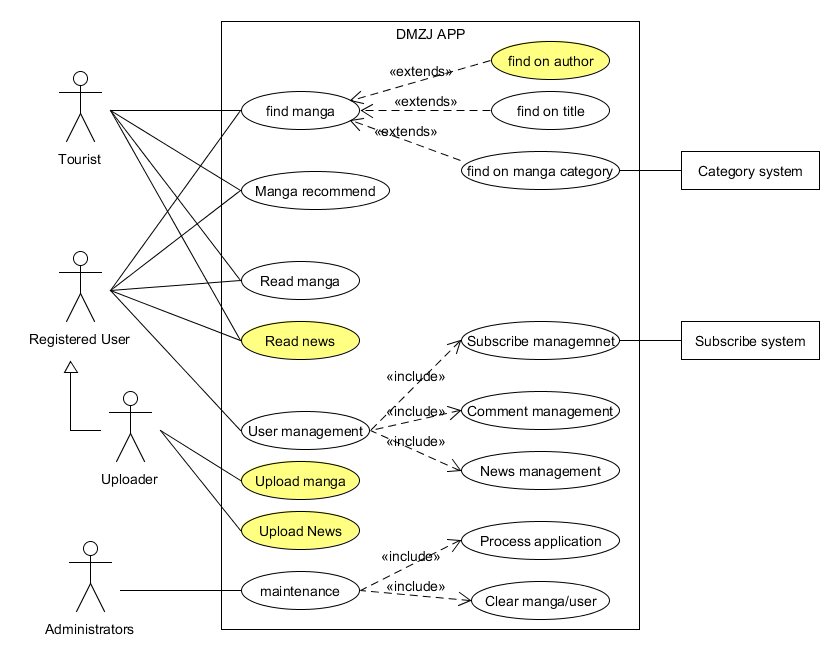 DMZJ APP
find on author
«extends»
find on title
«extends»
find manga
Tourist
«extends»
find on manga category
Category system
Manga recommend
Read manga
Registered User
Read news
Subscribe managemnet
Subscribe system
«include»
Comment management
«include»
User management
«include»
News management
Uploader
Upload manga
Upload News
Process application
«include»
maintenance
«include»
Clear manga/user
Administrators